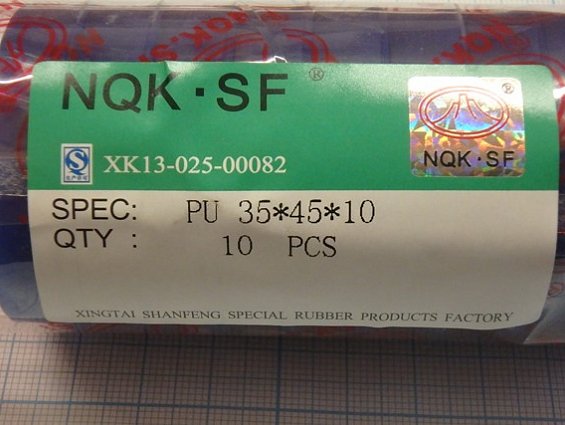 NQK·SF®
NQK·SF
XK13-025-00082
SPEC: PU 35*45*10
QTY : 10 PCS
XINGTAI SHANFENG SPECIAL RUBBER PRODUCTS FACTORY